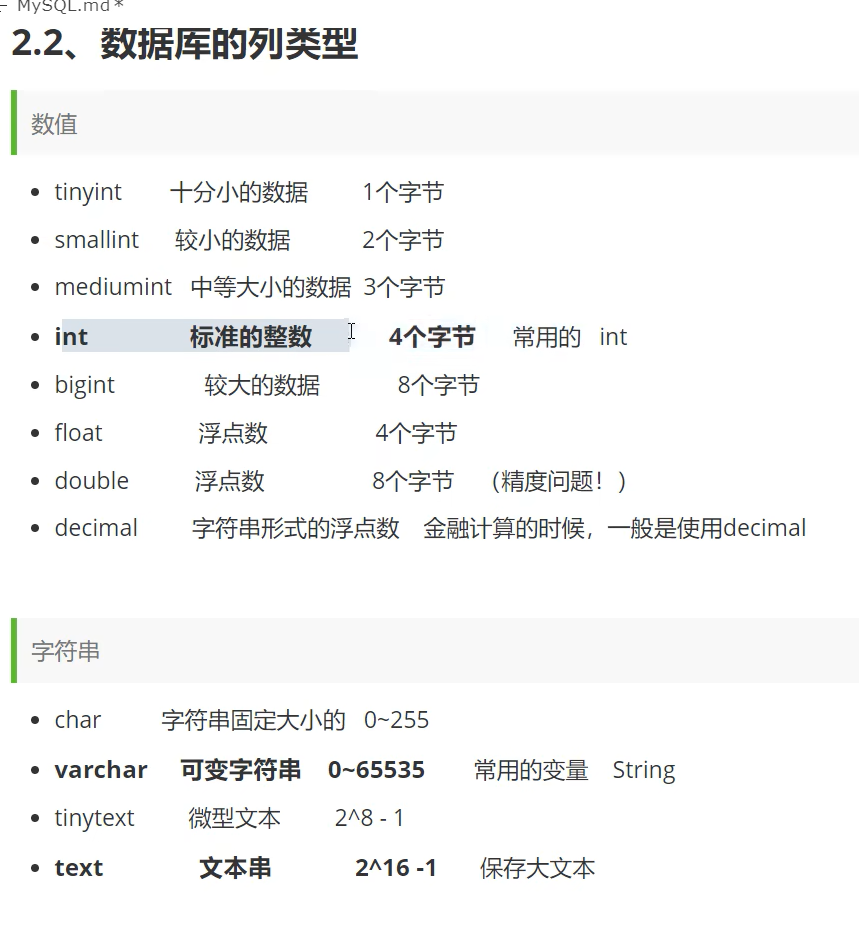 MySQL.md*
2.2、数据库的列类型
数值
tinyint 十分小的数据 1个字节
smallint 较小的数据 2个字节
mediumint 中等大小的数据 3个字节
int 标准的整数 4个字节 常用的 int
bigint 较大的数据 8个字节
float 浮点数 4个字节
double 浮点数 8个字节 （精度问题！）
decimal 字符串形式的浮点数 金融计算的时候，一般是使用decimal
字符串
char 字符串固定大小的 0~255
varchar 可变字符串 0~65535 常用的变量 String
tinytext 微型文本 2^8 - 1
text 文本串 2^16 -1 保存大文本